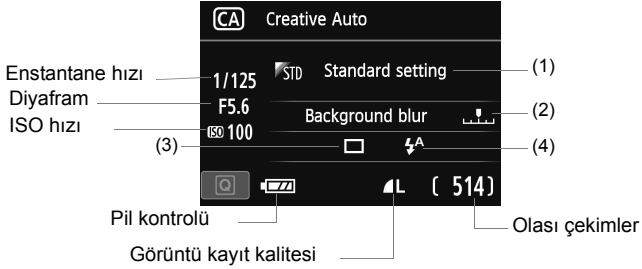 CA Creative Auto
Enstantane hızı
Diyafram
ISO hızı
1/125
F5.6
ISO 100
STD Standard setting
(1)
Background blur
(2)
(3)
A
(4)
Q
L
[ 514]
Pil kontrolü
Görüntü kayıt kalitesi
Olası çekimler